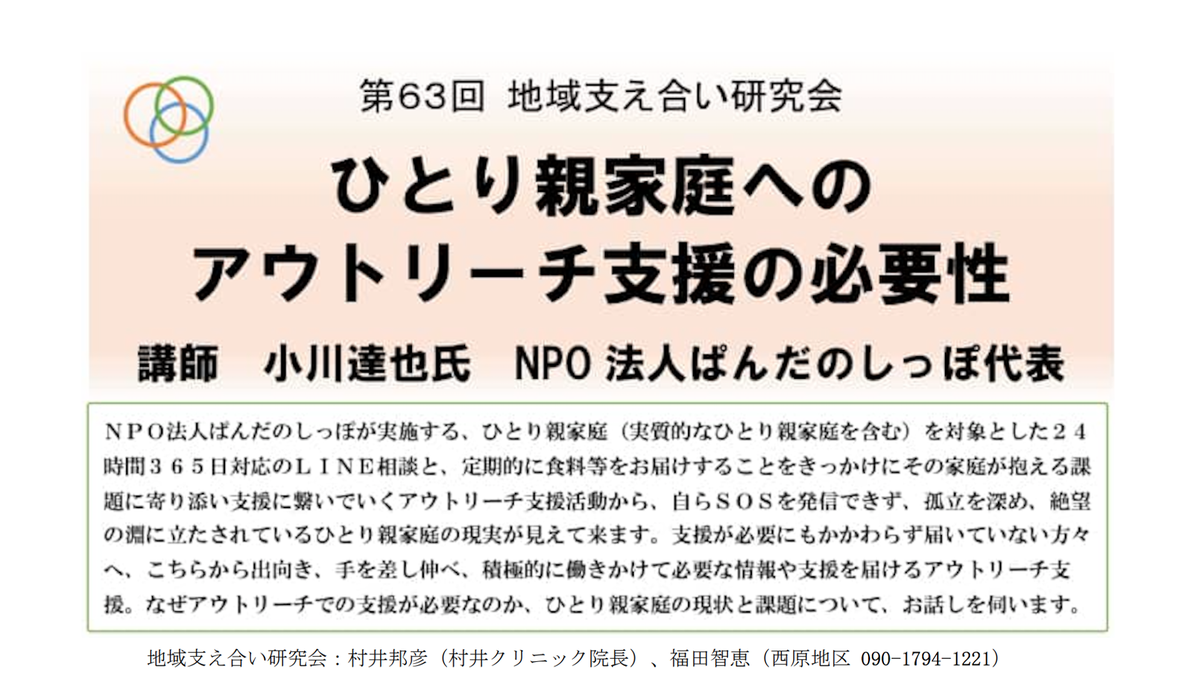 第63回 地域支え合い研究会
ひとり親家庭への
アウトリーチ支援の必要性
講師　小川達也氏　NPO法人ぱんだのしっぽ代表
ＮＰＯ法人ぱんだのしっぽが実施する、ひとり親家庭（実質的なひとり親家庭を含む）を対象とした２４
時間３６５日対応のＬＩＮＥ相談と、定期的に食料等をお届けすることをきっかけにその家庭が抱える課
題に寄り添い支援に繋いでいくアウトリーチ支援活動から、自らＳＯＳを発信できず、孤立を深め、絶望
の淵に立たされているひとり親家庭の現実が見えて来ます。支援が必要にもかかわらず届いていない方々
へ、こちらから出向き、手を差し伸べ、積極的に働きかけて必要な情報や支援を届けるアウトリーチ支
援。なぜアウトリーチでの支援が必要なのか、ひとり親家庭の現状と課題について、お話しを伺います。
地域支え合い研究会：村井邦彦（村井クリニック院長）、福田智恵（西原地区 090-1794-1221）